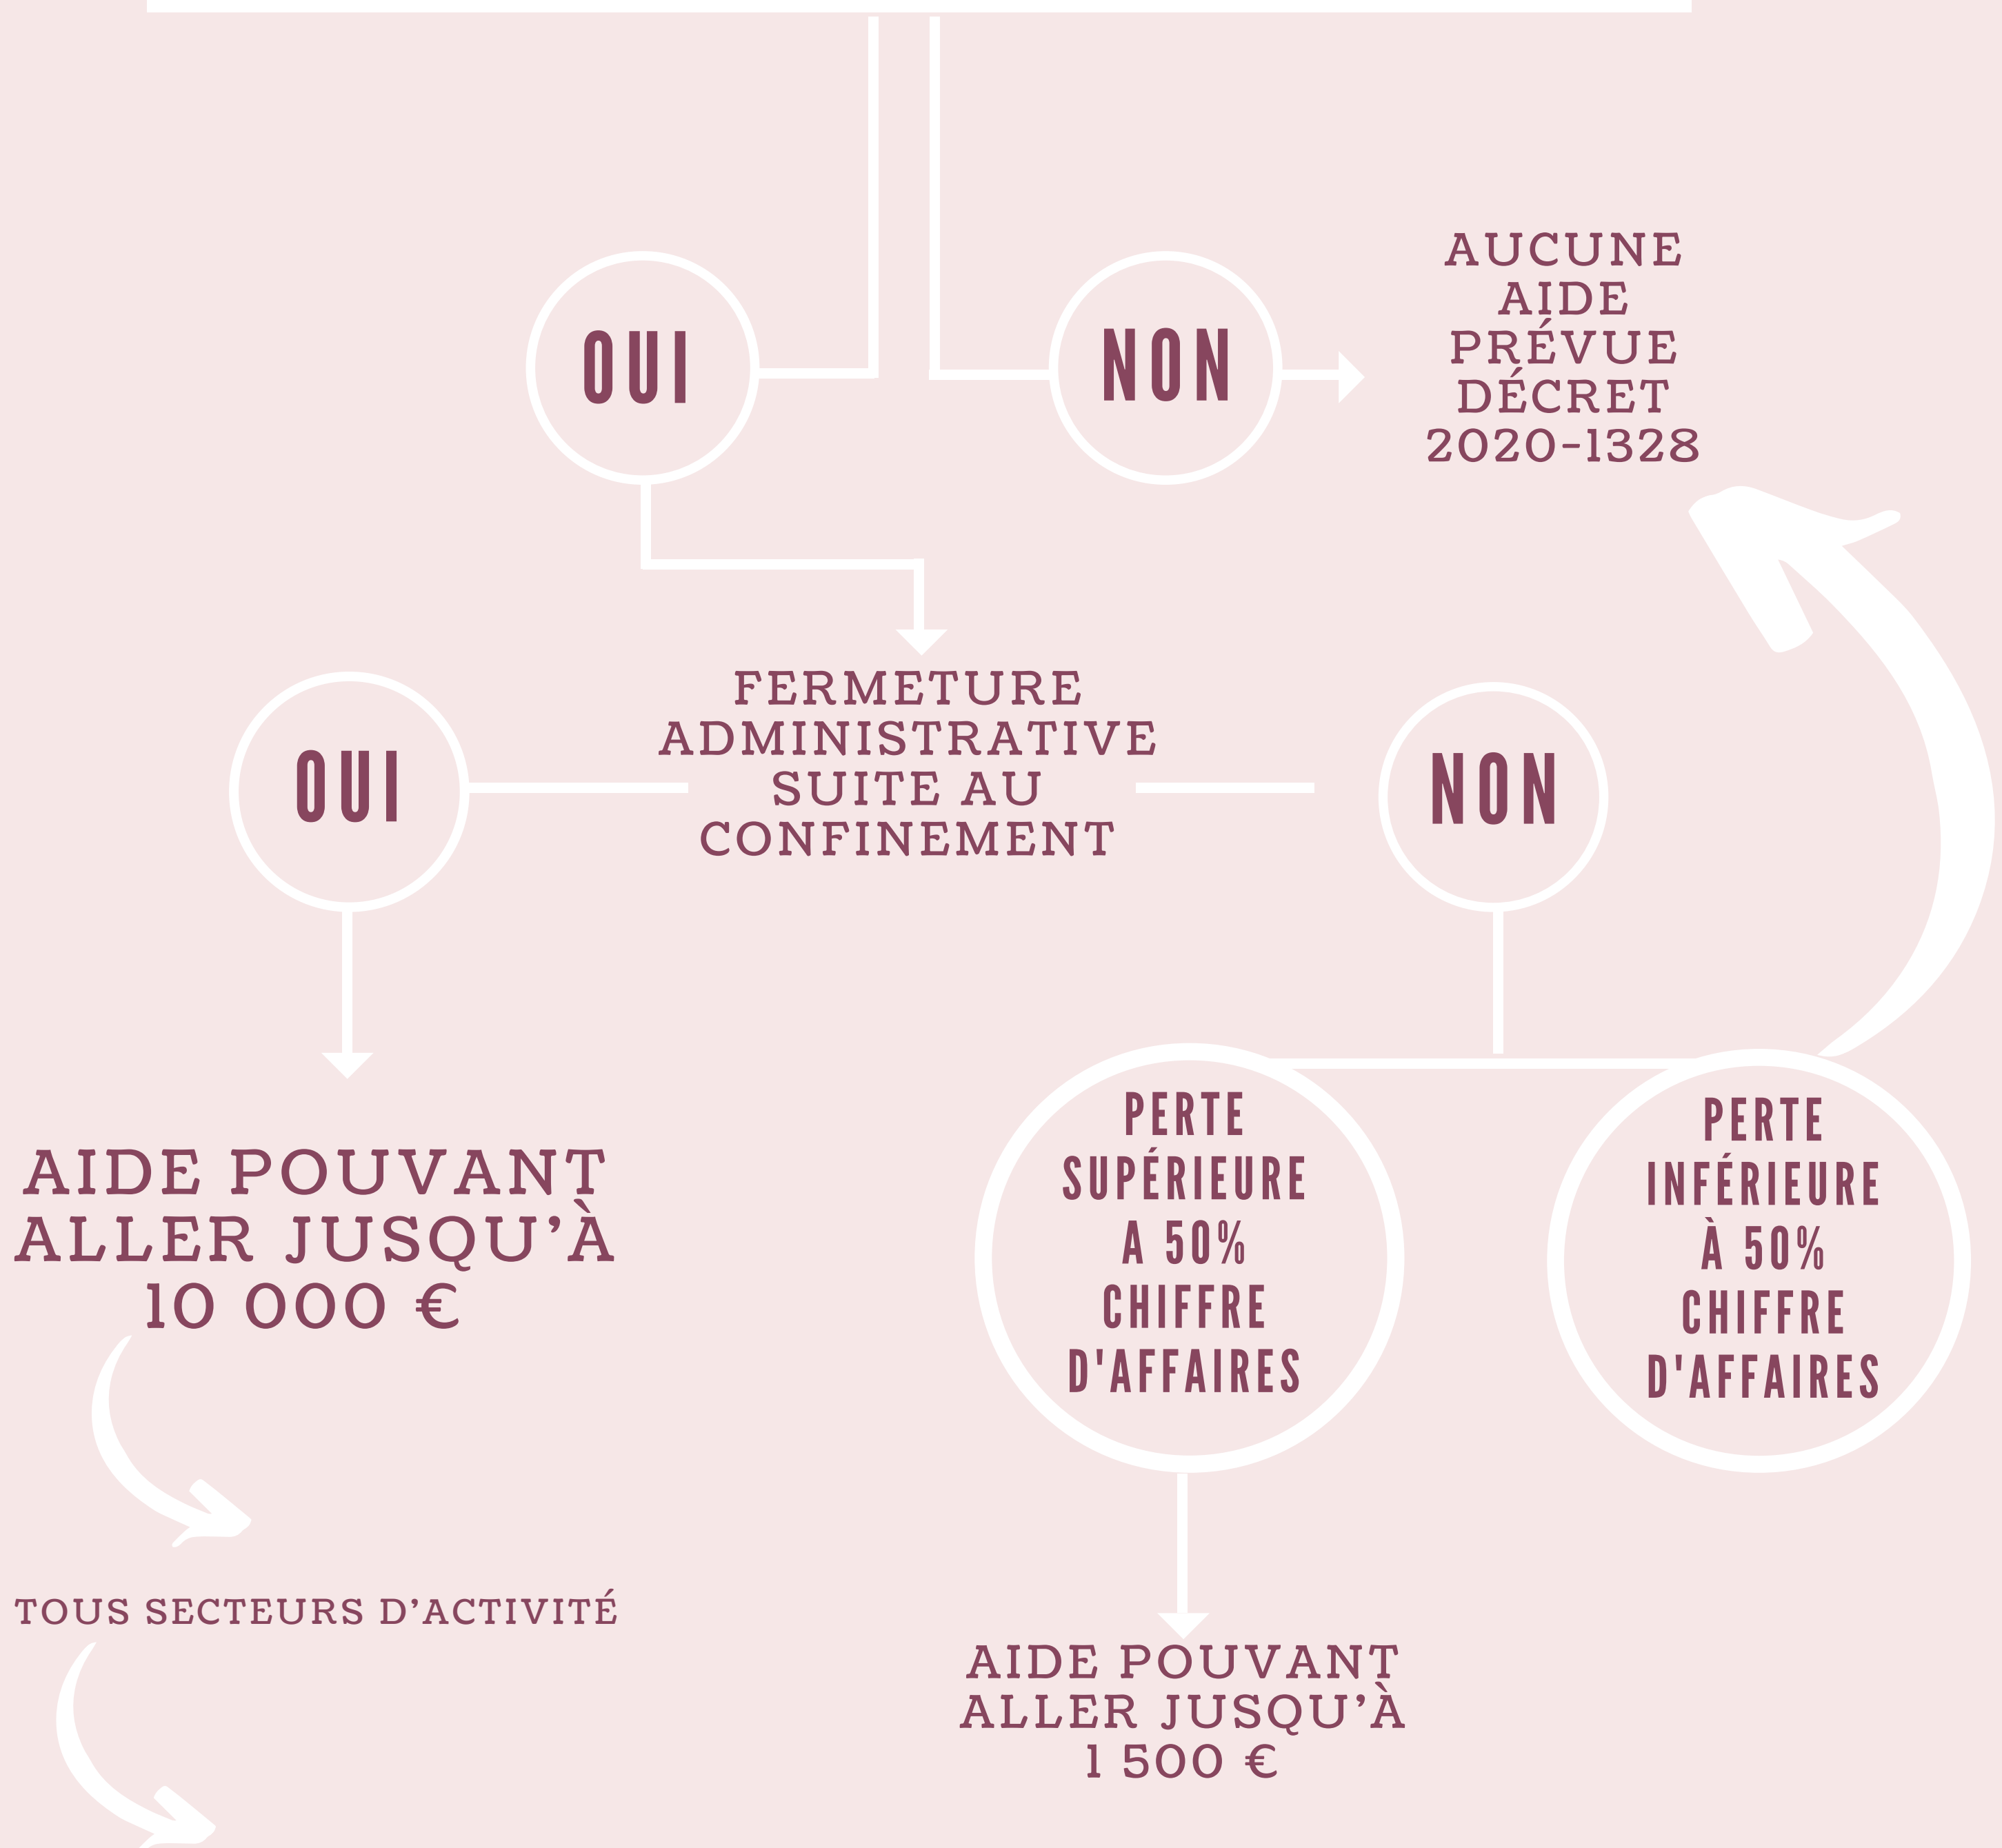 OUI
NON
AUCUNE
AIDE
PRÉVUE
DÉCRET
2020-1328
OUI
FERMETURE
ADMINISTRATIVE
SUITE AU
CONFINEMENT
NON
AIDE POUVANT
ALLER JUSQU'À
10 000 €
TOUS SECTEURS D'ACTIVITÉ
PERTE
SUPÉRIEURE
A 50%
CHIFFRE
D'AFFAIRES
PERTE
INFÉRIEURE
À 50%
CHIFFRE
D'AFFAIRES
AIDE POUVANT
ALLER JUSQU'À
1 500 €